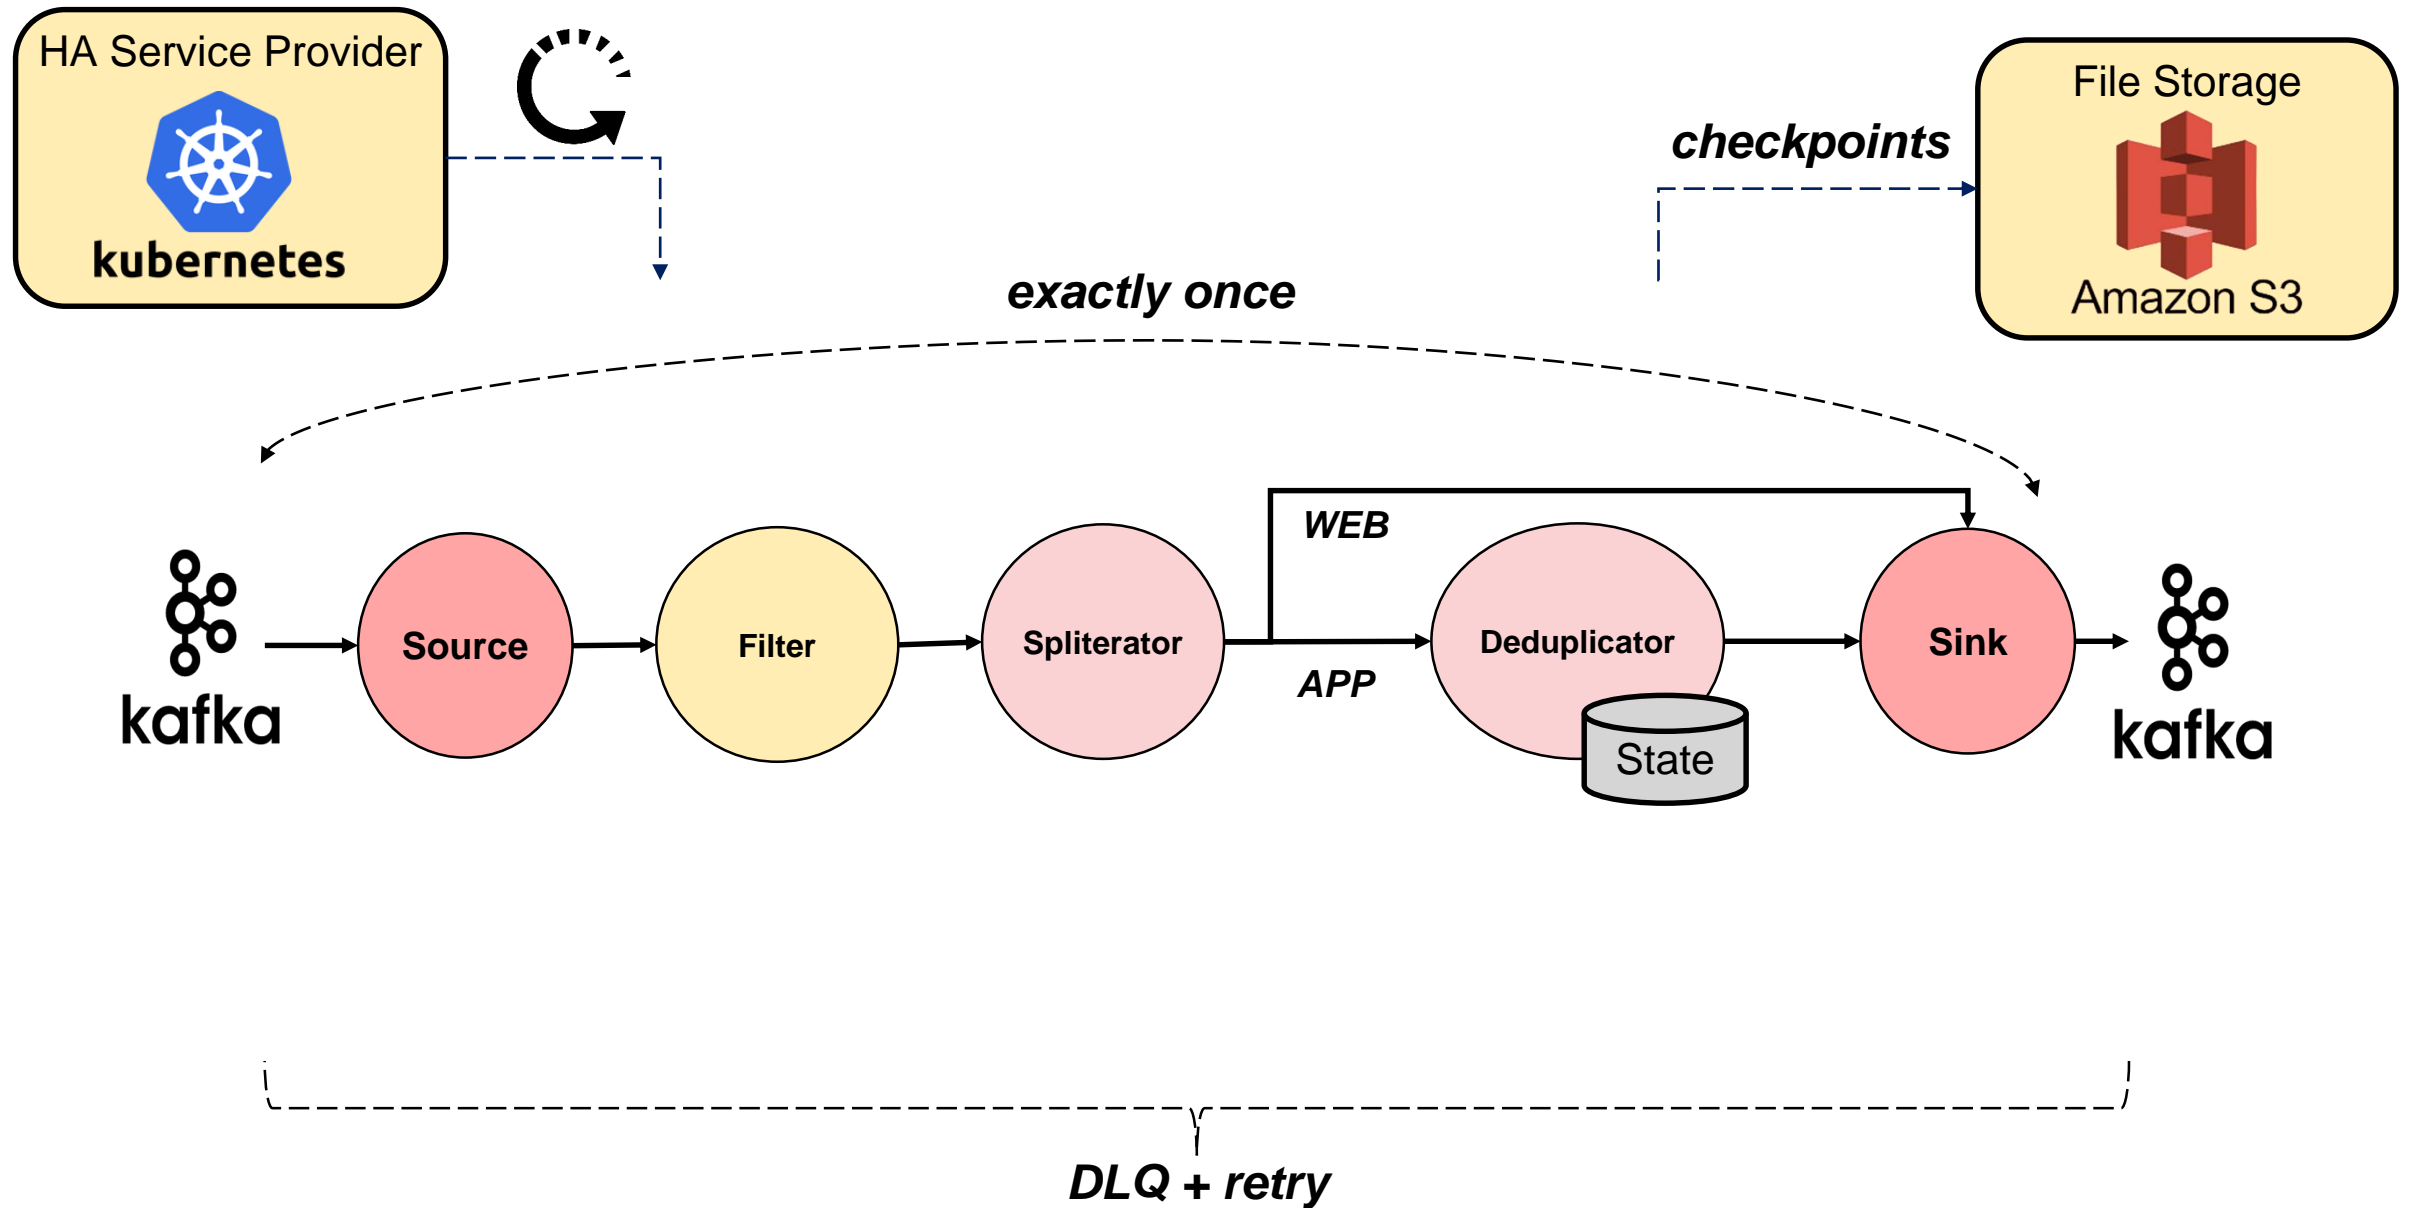 HA Service Provider
kubernetes
File Storage
Amazon S3
checkpoints
exactly once
WEB
APP
kafka
Source
Filter
Spliterator
Deduplicator
State
Sink
kafka
DLQ + retry